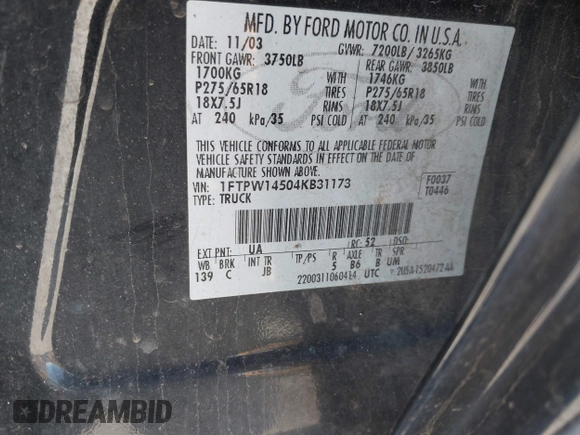 MFD. BY FORD MOTOR CO. IN U.S.A.
DATE: 11/03 GVWR: 7200LB/3265KG
FRONT GAWR: 3750LB REAR GAWR: 3850LB
1700KG WITH 1746KG WITH
P275/65R18 TIRES P275/65R18 TIRES
18X7.5J RIMS 18X7.5J RIMS
AT 240 kPa/35 PSI COLD AT 240 kPa/35 PSI COLD
THIS VEHICLE CONFORMS TO ALL APPLICABLE FEDERAL MOTOR
VEHICLE SAFETY STANDARDS IN EFFECT ON THE DATE OF
MANUFACTURE SHOWN ABOVE.
VIN: 1FTPW14504KB31173 F0037
TYPE: TRUCK T0446
EXT PNT: UA RC: 52 DSO:
WB BRK INT TR TP/PS R AXLE TR SPR
139 C JB 5 B6 B UM
22003110604E4 UTC
Ford
DREAMBID